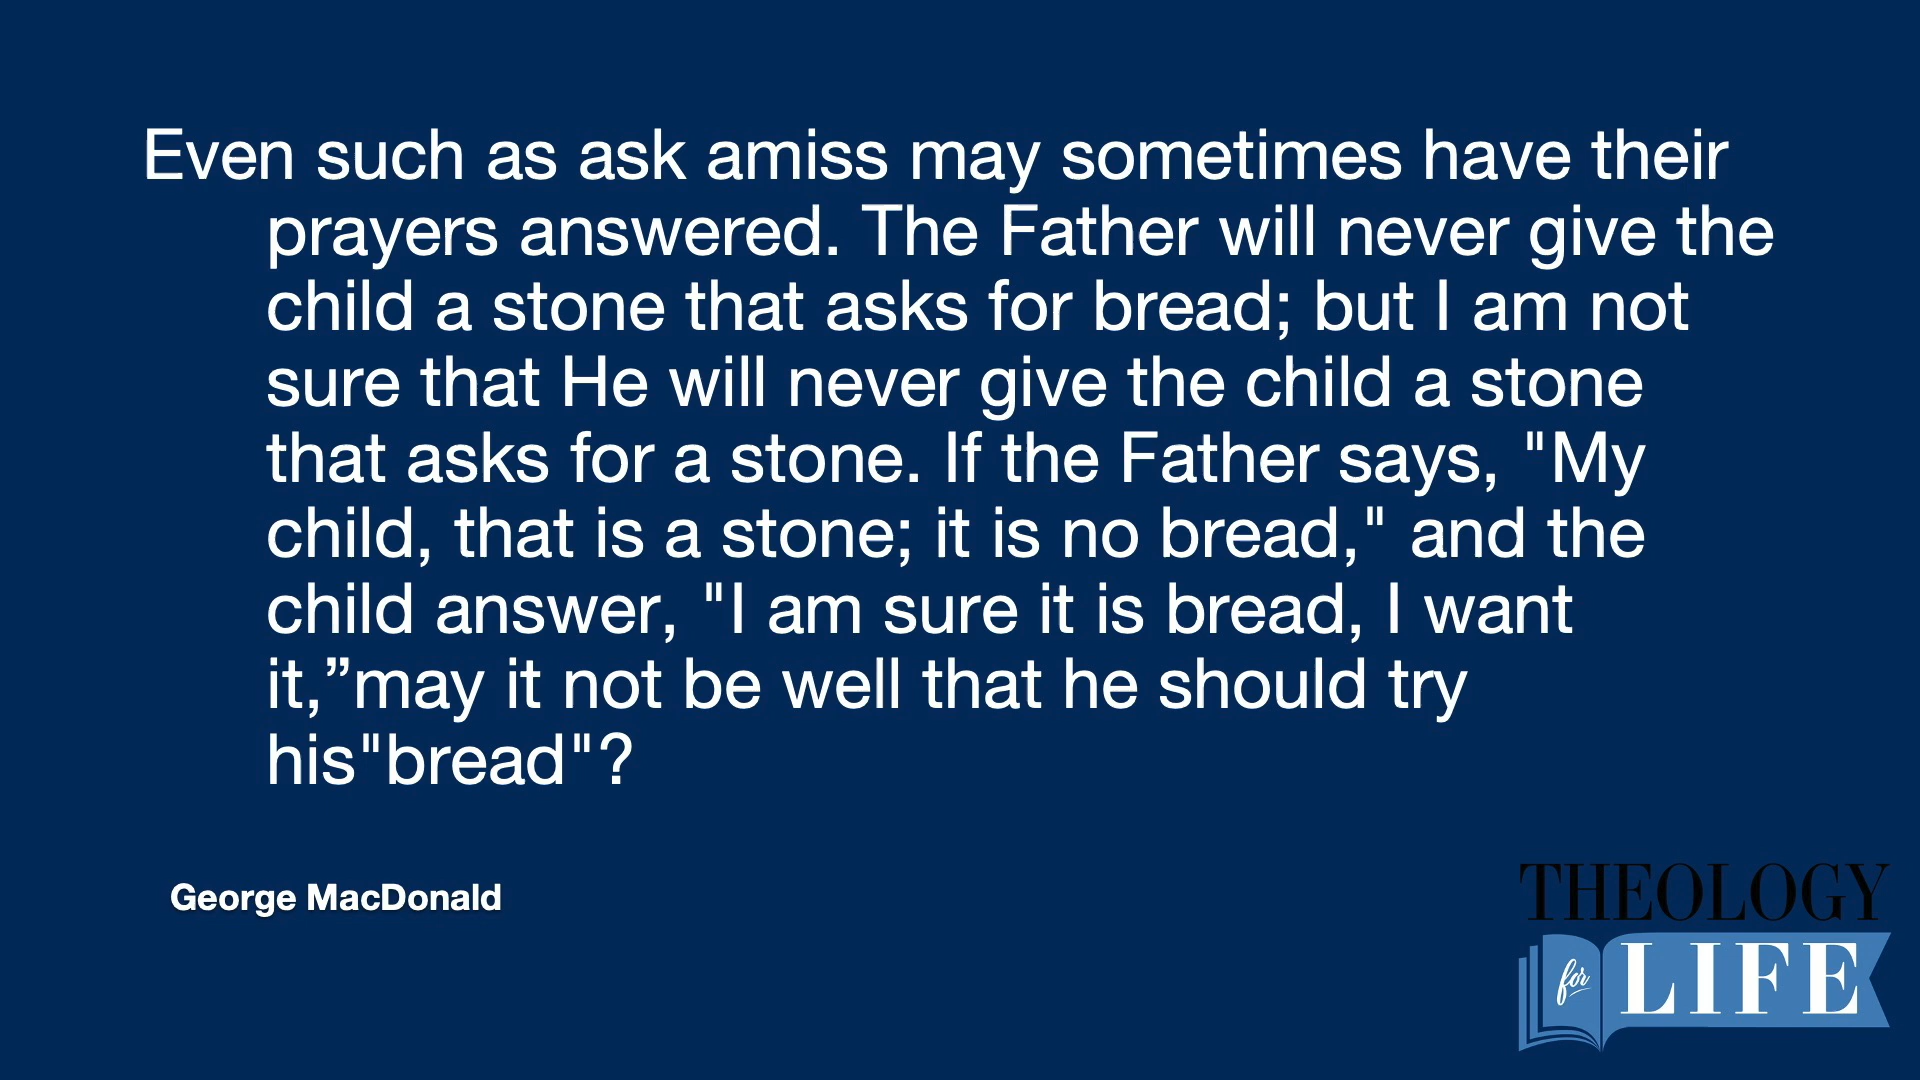 Even such as ask amiss may sometimes have their
prayers answered. The Father will never give the
child a stone that asks for bread; but I am not
sure that He will never give the child a stone
that asks for a stone. If the Father says, "My
child, that is a stone; it is no bread," and the
child answer, "I am sure it is bread, I want
it,”may it not be well that he should try
his"bread"?
George MacDonald
THEOLOGY
for LIFE